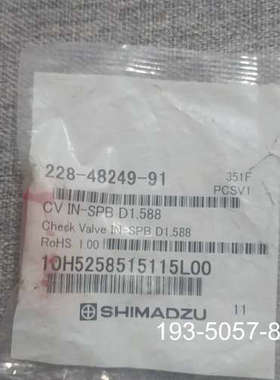 228-48249-91
351F
PCSV1
CV IN-SPB D1.588
Check Valve IN-SPB D1.588
RoHS 1.00
10H5258515115L00
SHIMADZU
11
193-5057-8